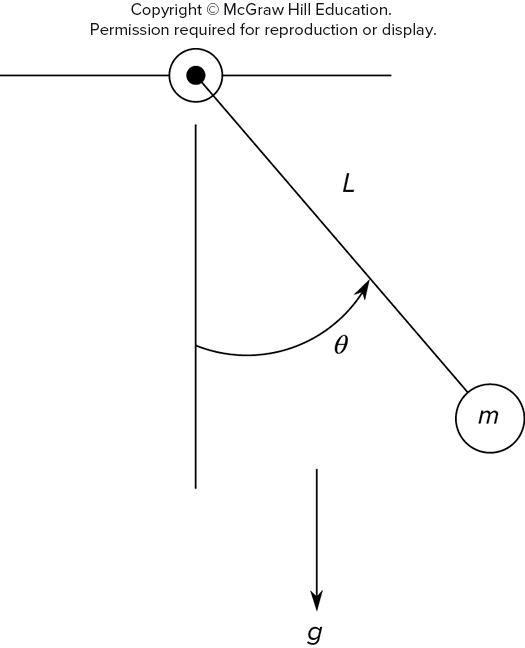 Copyright © McGraw Hill Education.
Permission required for reproduction or display.
L
θ
m
g